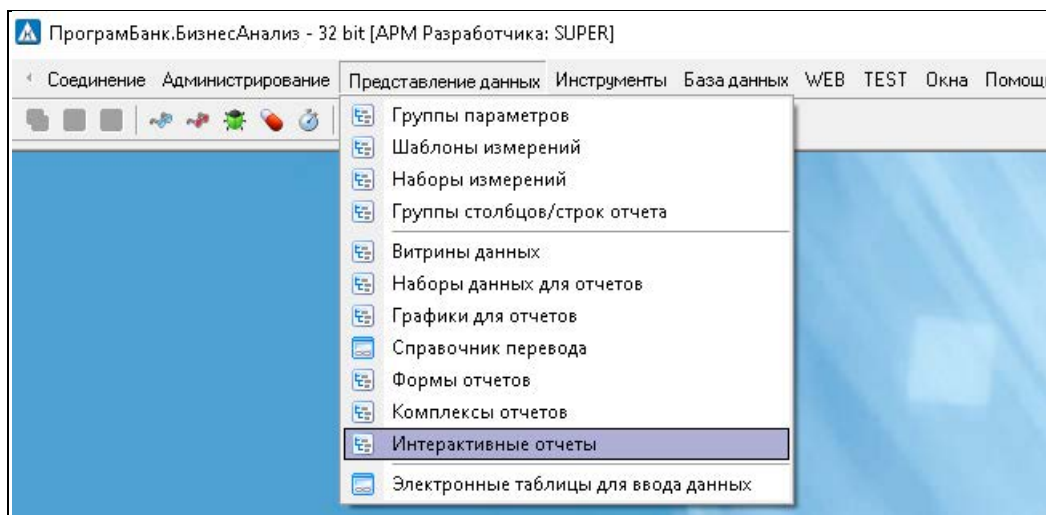 ПрограмБанк.БизнесАнализ - 32 bit [АРМ Разработчика: SUPER]
Соединение Администрирование Представление данных Инструменты База данных WEB TEST Окна Помощ
Группы параметров
Шаблоны измерений
Наборы измерений
Группы столбцов/строк отчета
Витрины данных
Наборы данных для отчетов
Графики для отчетов
Справочник перевода
Формы отчетов
Комплексы отчетов
Интерактивные отчеты
Электронные таблицы для ввода данных